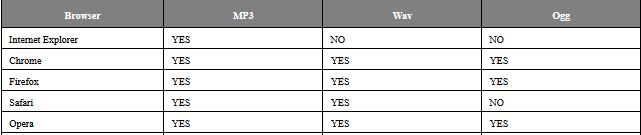 Browser MP3 Wav Ogg
Internet Explorer YES NO NO
Chrome YES YES YES
Firefox YES YES YES
Safari YES YES NO
Opera YES YES YES